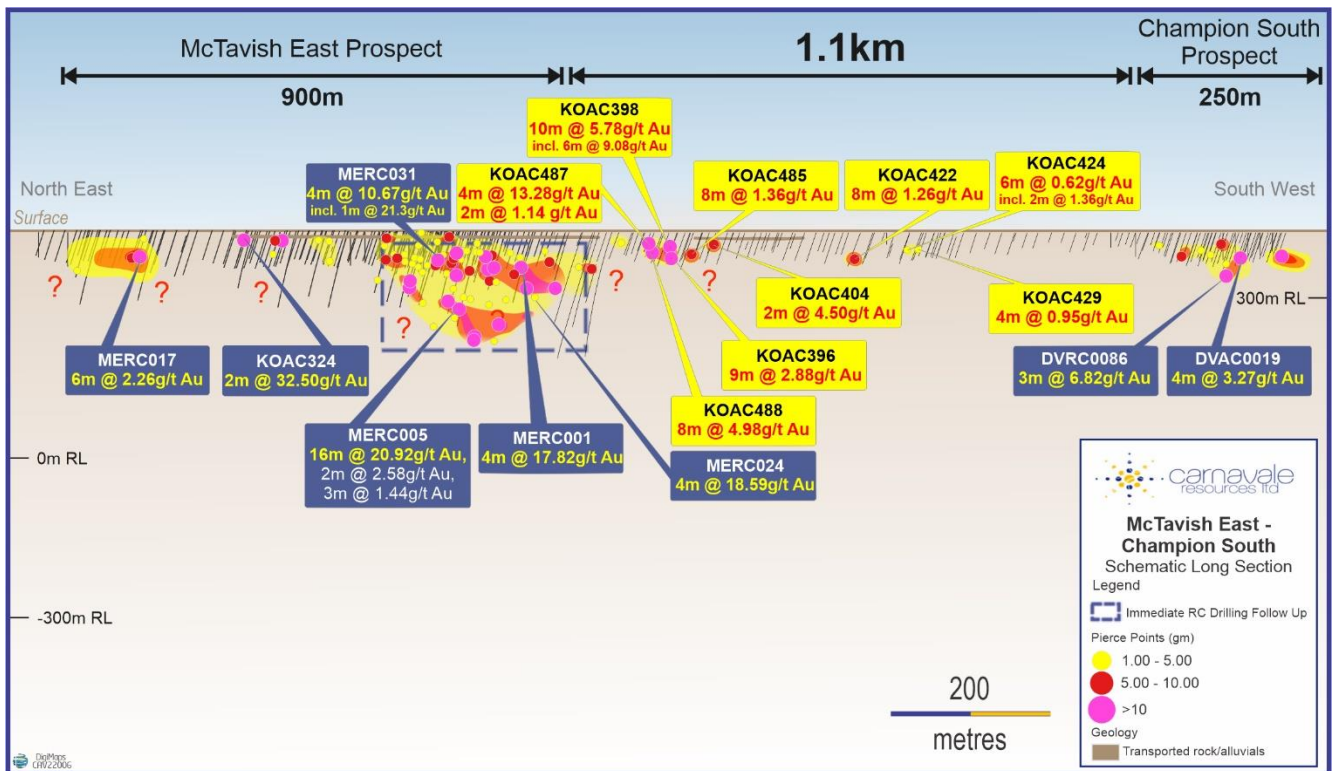 McTavish East Prospect
1.1km
Champion South
Prospect
900m
250m
KOAC398
10m @ 5.78g/t Au
incl. 6m @ 9.08g/t Au
MERC031
4m @ 10.67g/t Au
incl. 1m @ 21.3g/t Au
KOAC487
4m @ 13.28g/t Au
2m @ 1.14 g/t Au
KOAC485
8m @ 1.36g/t Au
KOAC422
8m @ 1.26g/t Au
KOAC424
6m @ 0.62g/t Au
incl. 2m @ 1.36g/t Au
North East
South West
Surface
?
?
?
?
?
?
300m RL
KOAC404
2m @ 4.50g/t Au
KOAC429
4m @ 0.95g/t Au
MERC017
6m @ 2.26g/t Au
KOAC324
2m @ 32.50g/t Au
KOAC396
9m @ 2.88g/t Au
DVRC0086
3m @ 6.82g/t Au
DVAC0019
4m @ 3.27g/t Au
KOAC488
8m @ 4.98g/t Au
MERC005
16m @ 20.92g/t Au,
2m @ 2.58g/t Au,
3m @ 1.44g/t Au
MERC001
4m @ 17.82g/t Au
MERC024
4m @ 18.59g/t Au
0m RL
-300m RL
carnavale
resources ltd
McTavish East -
Champion South
Schematic Long Section
Legend
Immediate RC Drilling Follow Up
Pierce Points (gm)
1.00 - 5.00
5.00 - 10.00
>10
Geology
Transported rock/alluvials
200
metres
DigiMaps
CAV22006